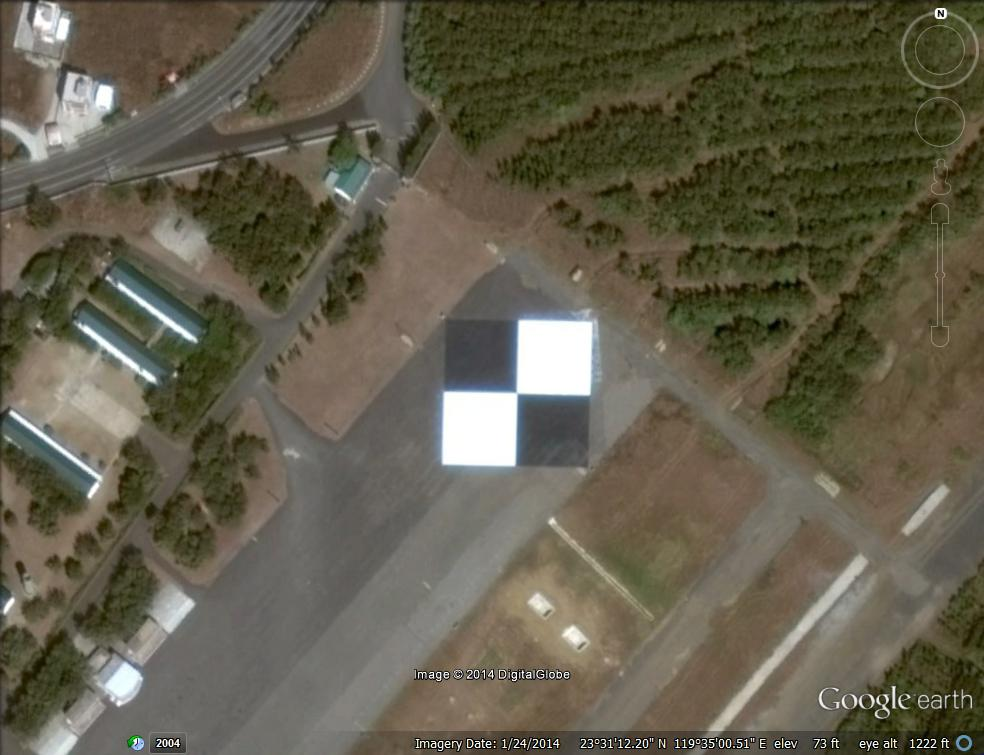 N
Image © 2014 DigitalGlobe
Google earth
2004
Imagery Date: 1/24/2014 23°31'12.20" N 119°35'00.51" E elev 73 ft eye alt 1222 ft